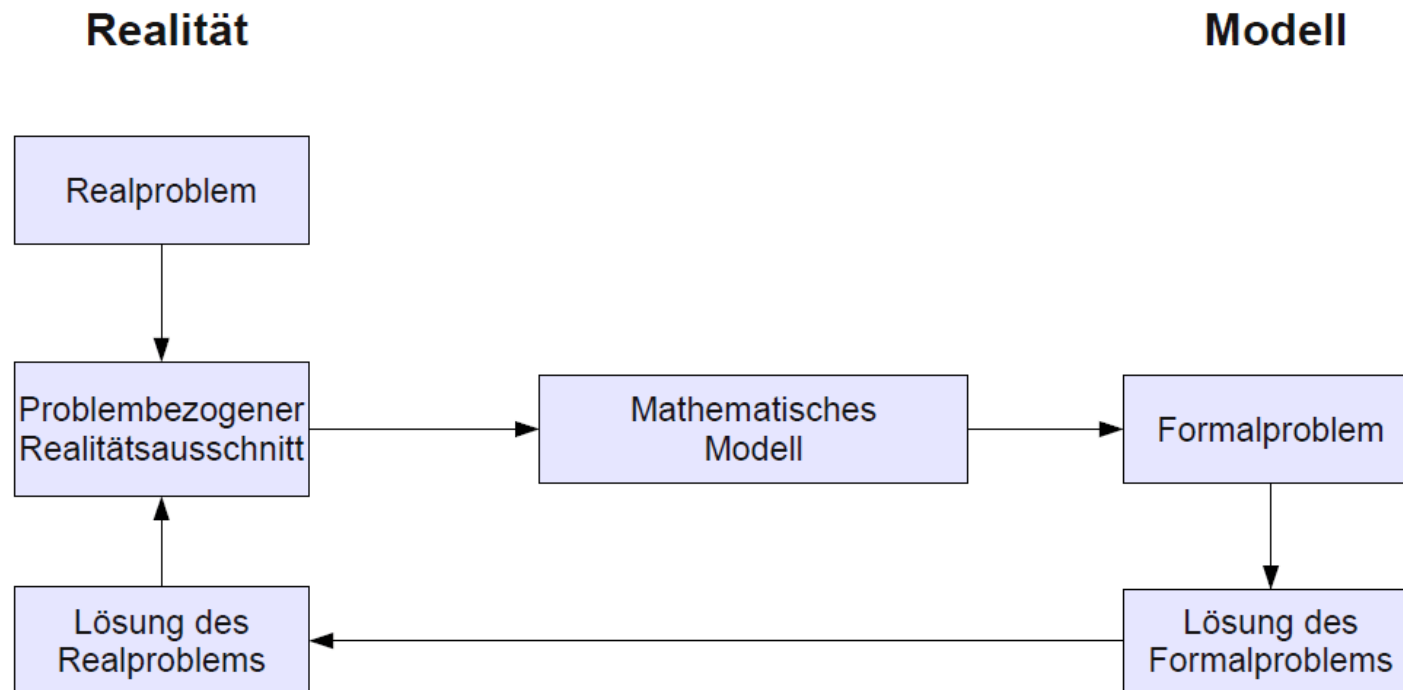 Realität
Modell
Realproblem
Problembezogener
Realitätsausschnitt
Mathematisches
Modell
Formalproblem
Lösung des
Realproblems
Lösung des
Formalproblems